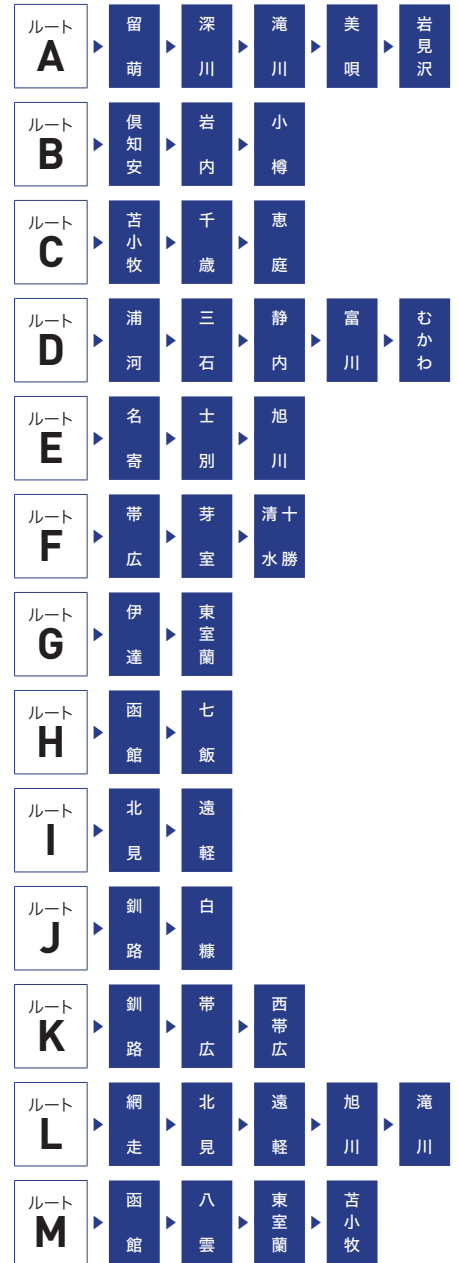 ルート A ▶ 留萌 ▶ 深川 ▶ 滝川 ▶ 美唄 ▶ 岩見沢
ルート B ▶ 倶知安 ▶ 岩内 ▶ 小樽
ルート C ▶ 苫小牧 ▶ 千歳 ▶ 恵庭
ルート D ▶ 浦河 ▶ 三石 ▶ 静内 ▶ 富川 ▶ むかわ
ルート E ▶ 名寄 ▶ 士別 ▶ 旭川
ルート F ▶ 帯広 ▶ 芽室 ▶ 十勝清水
ルート G ▶ 伊達 ▶ 東室蘭
ルート H ▶ 函館 ▶ 七飯
ルート I ▶ 北見 ▶ 遠軽
ルート J ▶ 釧路 ▶ 白糠
ルート K ▶ 釧路 ▶ 帯広 ▶ 西帯広
ルート L ▶ 網走 ▶ 北見 ▶ 遠軽 ▶ 旭川 ▶ 滝川
ルート M ▶ 函館 ▶ 八雲 ▶ 東室蘭 ▶ 苫小牧